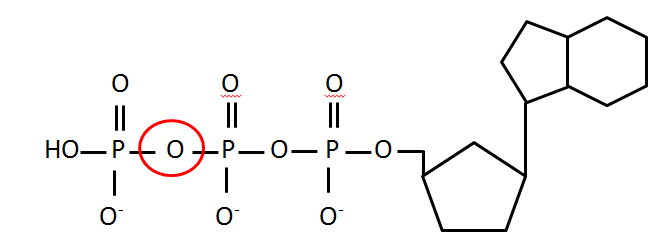 O O O
HO P O P O P O
O- O- O-